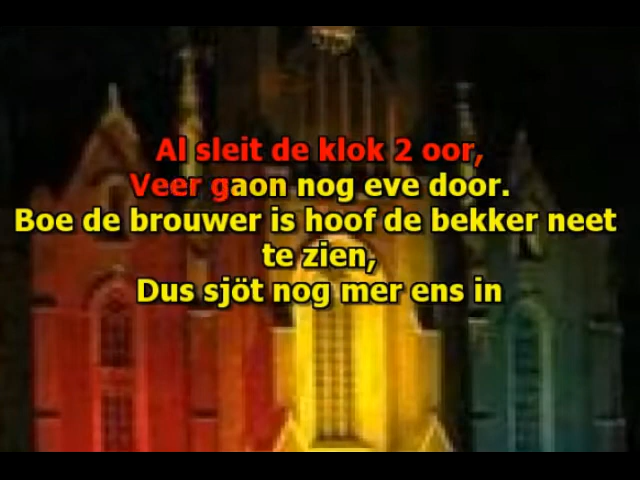 Al sleit de klok 2 oor,
Veer gaon nog eve door.
Boe de brouwer is hoof de bekker neet
te zien,
Dus sjöt nog mer ens in